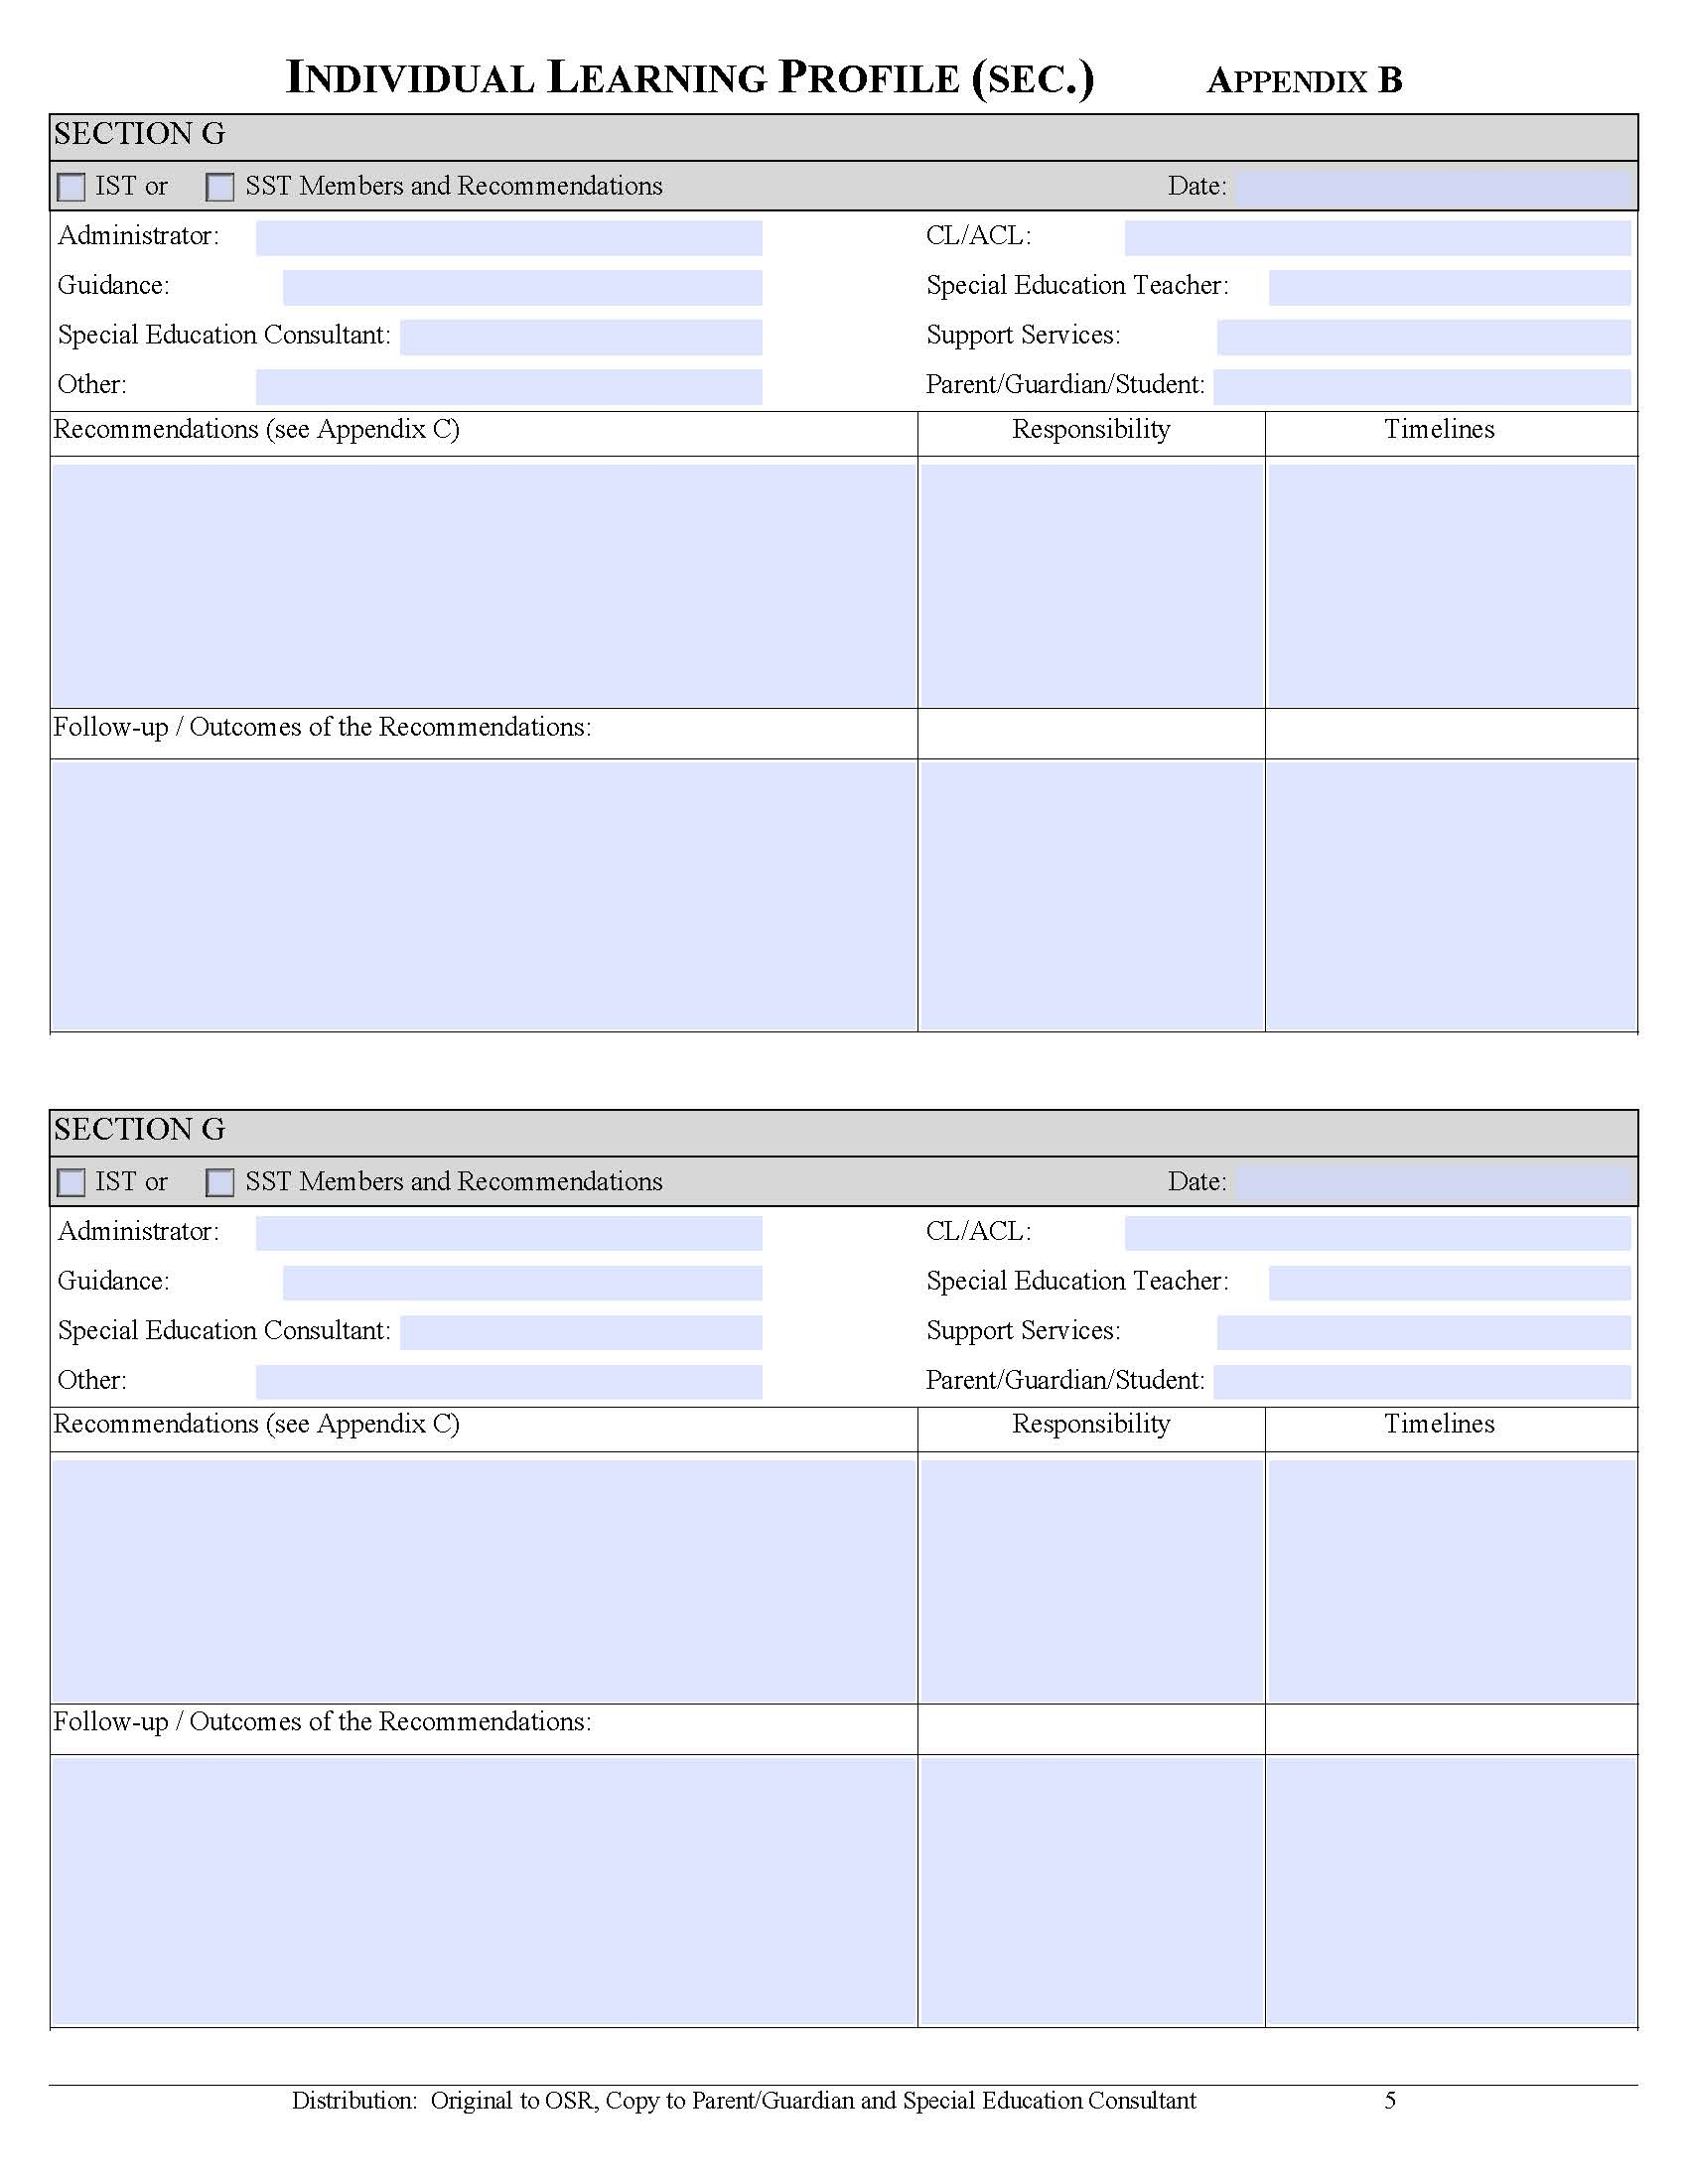 INDIVIDUAL LEARNING PROFILE (SEC.) APPENDIX B
SECTION G
IST or SST Members and Recommendations Date:
Administrator: CL/ACL:
Guidance: Special Education Teacher:
Special Education Consultant: Support Services:
Other: Parent/Guardian/Student:
Recommendations (see Appendix C) Responsibility Timelines
Follow-up / Outcomes of the Recommendations:
SECTION G
IST or SST Members and Recommendations Date:
Administrator: CL/ACL:
Guidance: Special Education Teacher:
Special Education Consultant: Support Services:
Other: Parent/Guardian/Student:
Recommendations (see Appendix C) Responsibility Timelines
Follow-up / Outcomes of the Recommendations:
Distribution: Original to OSR, Copy to Parent/Guardian and Special Education Consultant 5